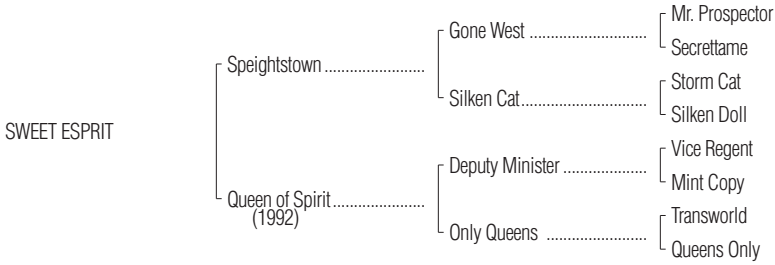 Mr. Prospector
Gone West ............................
Secrettame
Speightstown ........................
Storm Cat
Silken Cat..............................
Silken Doll
SWEET ESPRIT
Vice Regent
Deputy Minister ....................
Mint Copy
Queen of Spirit......................
(1992)
Transworld
Only Queens ........................
Queens Only